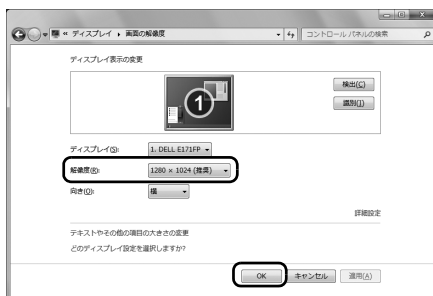 « ディスプレイ ▸ 画面の解像度
コントロール パネルの検索
ディスプレイ表示の変更
1
検出(C)
識別(I)
ディスプレイ(S): 1. DELL E171FP
解像度(R): 1280 × 1024 (推奨)
向き(O): 横
詳細設定
テキストやその他の項目の大きさの変更
どのディスプレイ設定を選択しますか?
OK キャンセル 適用(A)